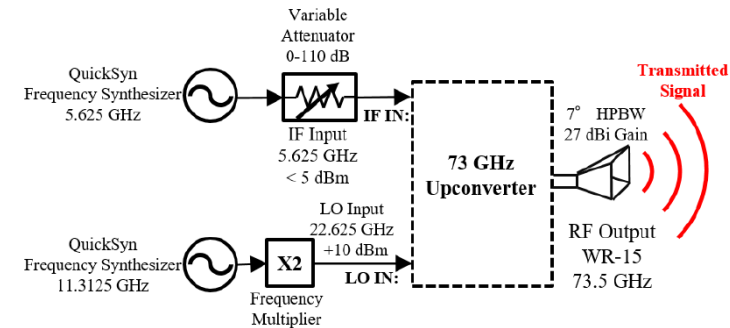 Variable
Attenuator
0-110 dB
QuickSyn
Frequency Synthesizer
5.625 GHz
IF IN:
IF Input
5.625 GHz
< 5 dBm
73 GHz
Upconverter
Transmitted
Signal
7° HPBW
27 dBi Gain
RF Output
WR-15
73.5 GHz
LO Input
22.625 GHz
+10 dBm
LO IN:
QuickSyn
Frequency Synthesizer
11.3125 GHz
X2
Frequency
Multiplier